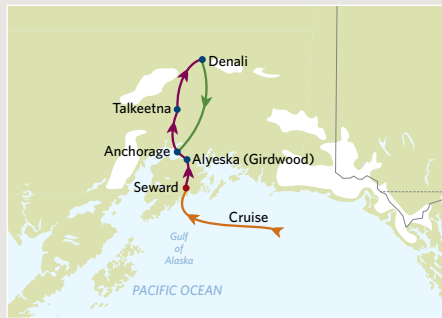 Denali
Talkeetna
Anchorage
Alyeska (Girdwood)
Seward
Cruise
Gulf
of
Alaska
PACIFIC OCEAN